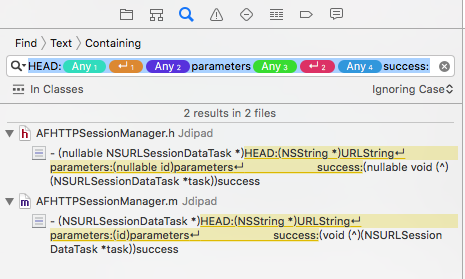 Find › Text › Containing
HEAD: Any 1 ↵ 1 Any 2 parameters Any 3 ↵ 2 Any 4 success:
In Classes Ignoring Case
2 results in 2 files
h AFHTTPSessionManager.h Jdipad
- (nullable NSURLSessionDataTask *)HEAD:(NSString *)URLString↵
parameters:(nullable id)parameters↵ success:(nullable void (^)
(NSURLSessionDataTask *task))success
m AFHTTPSessionManager.m Jdipad
- (NSURLSessionDataTask *)HEAD:(NSString *)URLString↵
parameters:(id)parameters↵ success:(void (^)(NSURLSession
DataTask *task))success